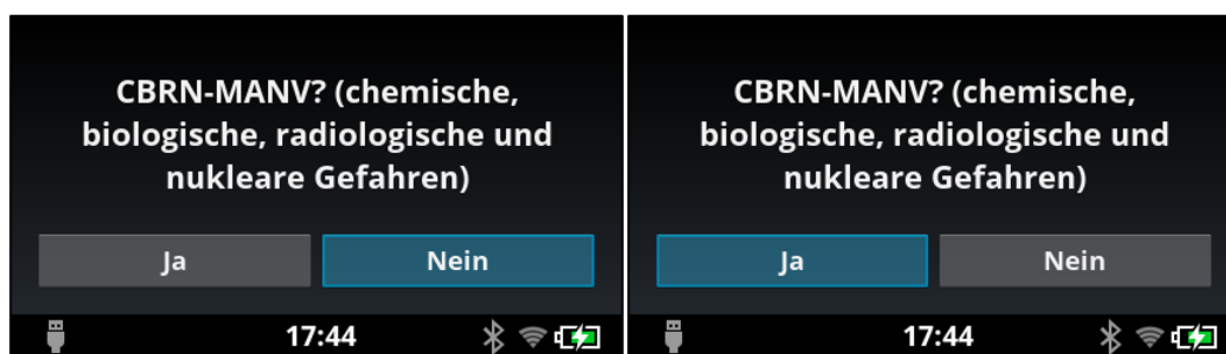 CBRN-MANV? (chemische,
biologische, radiologische und
nukleare Gefahren)
Ja Nein
17:44
CBRN-MANV? (chemische,
biologische, radiologische und
nukleare Gefahren)
Ja Nein
17:44